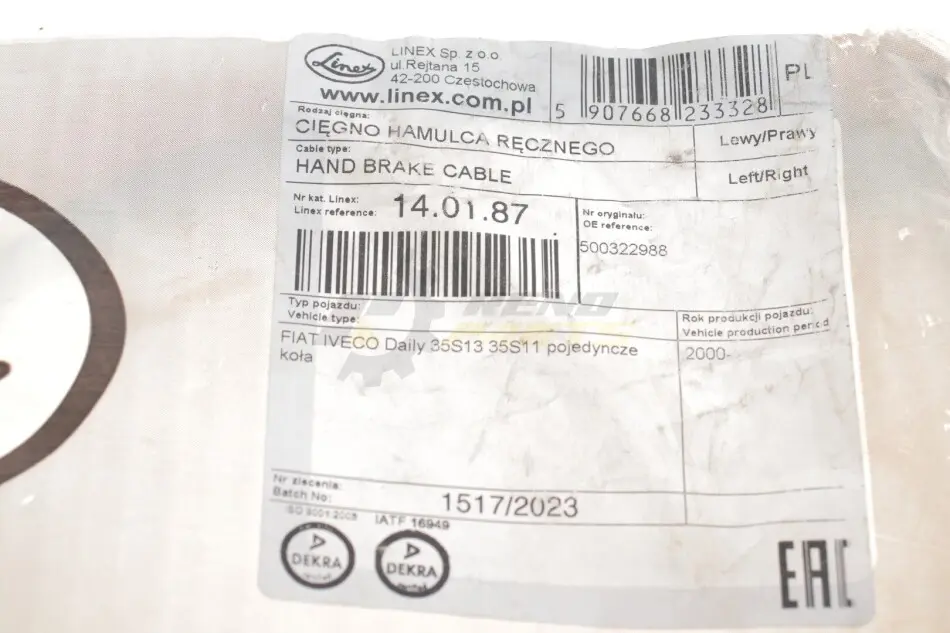 Linex
LINEX Sp. z o.o.
ul.Rejtana 15
42-200 Częstochowa
www.linex.com.pl
5 907668 233328
PL
Rodzaj cięgna:
CIĘGNO HAMULCA RĘCZNEGO
Lewy/Prawy
Cable type:
HAND BRAKE CABLE
Left/Right
Nr kat. Linex:
Linex reference:
14.01.87
Nr oryginału:
OE reference:
500322988
Typ pojazdu:
Vehicle type:
Rok produkcji pojazdu:
Vehicle production period
FIAT IVECO Daily 35S13 35S11 pojedyncze
koła
2000-
Nr zlecenia:
Batch No:
1517/2023
ISO 9001:2008
IATF 16949
DEKRA
DEKRA
EAC